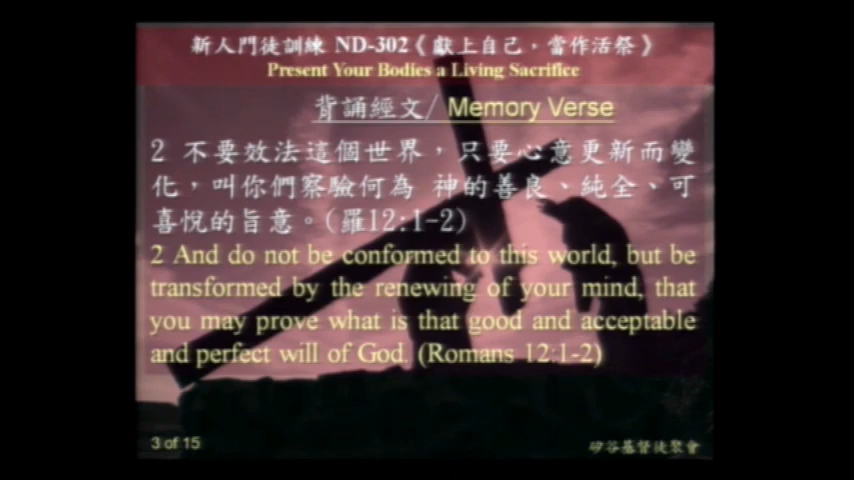 新人門徒訓練 ND-302《獻上自己，當作活祭》
Present Your Bodies a Living Sacrifice
背誦經文/ Memory Verse
2 不要效法這個世界，只要心意更新而變
化，叫你們察驗何為 神的善良、純全、可
喜悅的旨意。(羅12:1-2)
2 And do not be conformed to this world, but be
transformed by the renewing of your mind, that
you may prove what is that good and acceptable
and perfect will of God. (Romans 12:1-2)
3 of 15
矽谷基督徒聚會